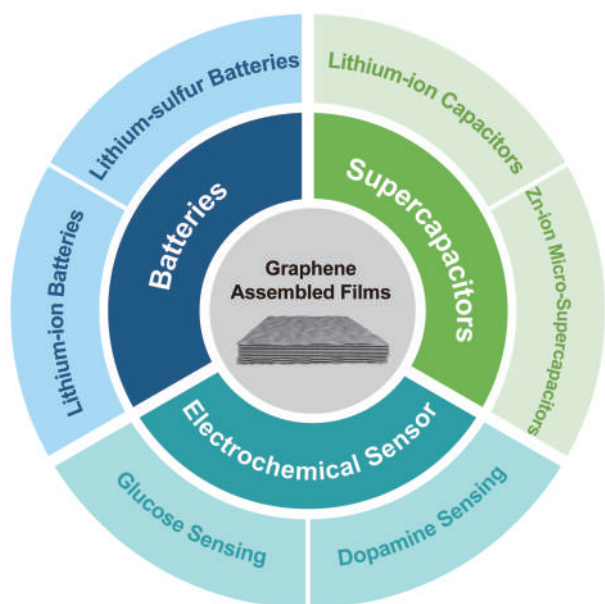 Graphene
Assembled Films
Batteries
Supercapacitors
Electrochemical Sensor
Lithium-sulfur Batteries
Lithium-ion Batteries
Lithium-ion Capacitors
Zn-ion Micro-Supercapacitors
Glucose Sensing
Dopamine Sensing